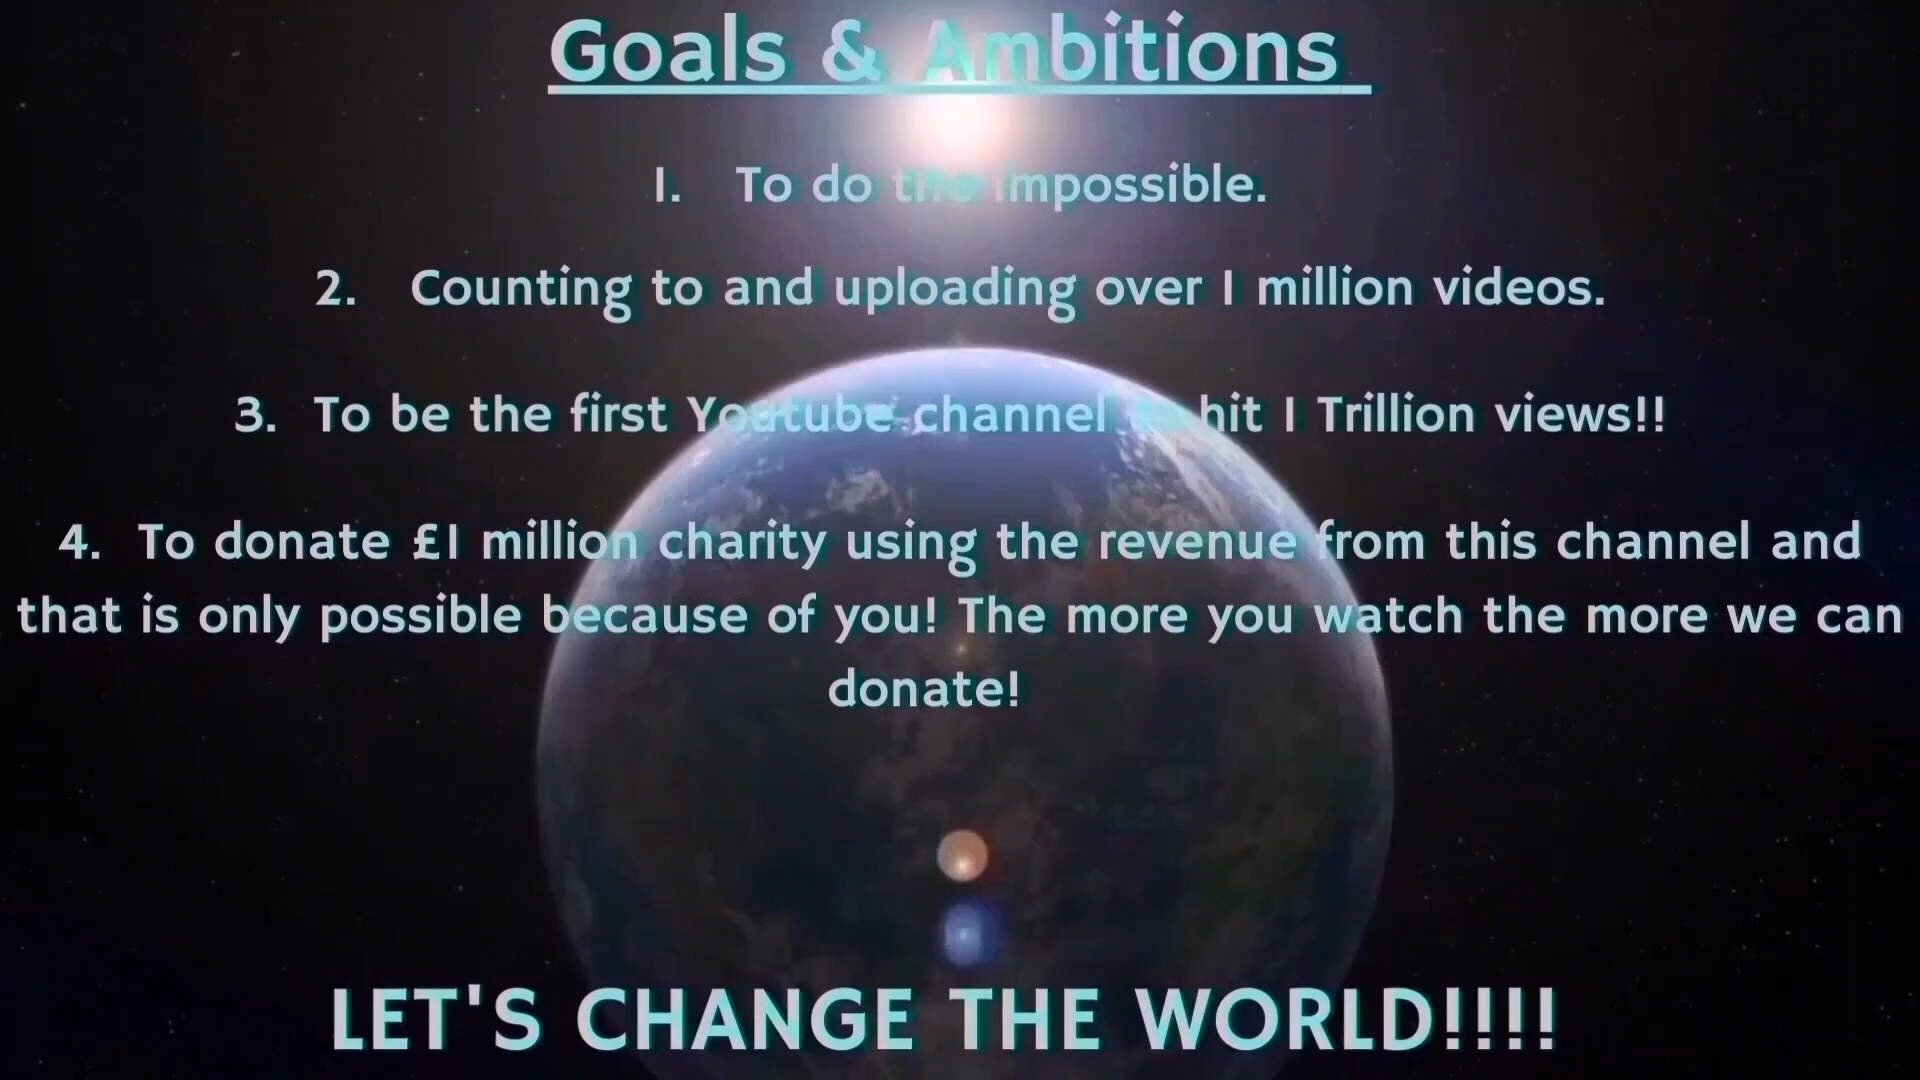 Goals & Ambitions
1. To do the impossible.
2. Counting to and uploading over 1 million videos.
3. To be the first Youtube channel to hit 1 Trillion views!!
4. To donate £1 million charity using the revenue from this channel and
that is only possible because of you! The more you watch the more we can
donate!
LET'S CHANGE THE WORLD!!!!